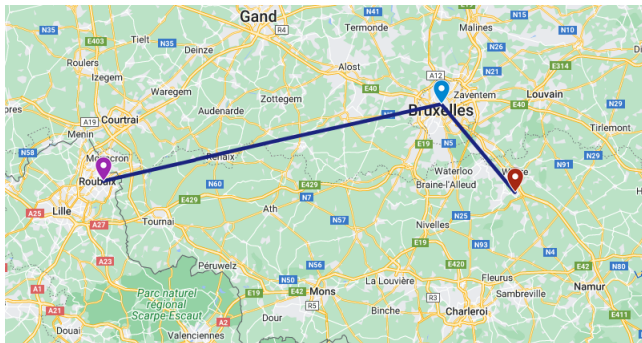 N35
Gand
R4
N41
Termonde
N10
N15
Malines
E403
Tielt
N35
Deinze
N26
Roulers
Izegem
Alost
A12
N21
E314
Waregem
E40
Zaventem
Louvain
Zottegem
Bruxelles
E40
N29
A19
Courtrai
Audenarde
Menin
E19
N5
Tirlemont
N58
Renaix
N29
Waterloo
N91
Roubaix
N60
E429
Braine-l'Alleud
N7
Lille
E429
A25
Ath
N25
A27
Tournai
N57
Nivelles
N93
N4
A23
Péruwelz
N56
E420
E42
N50
La Louvière
Fleurus
N80
A1
Parc naturel
régional
Scarpe-Escaut
E19
E42
Mons
R3
Sambreville
Namur
R5
Binche
Charleroi
A21
Dour
E411
Douai
A2
Valenciennes